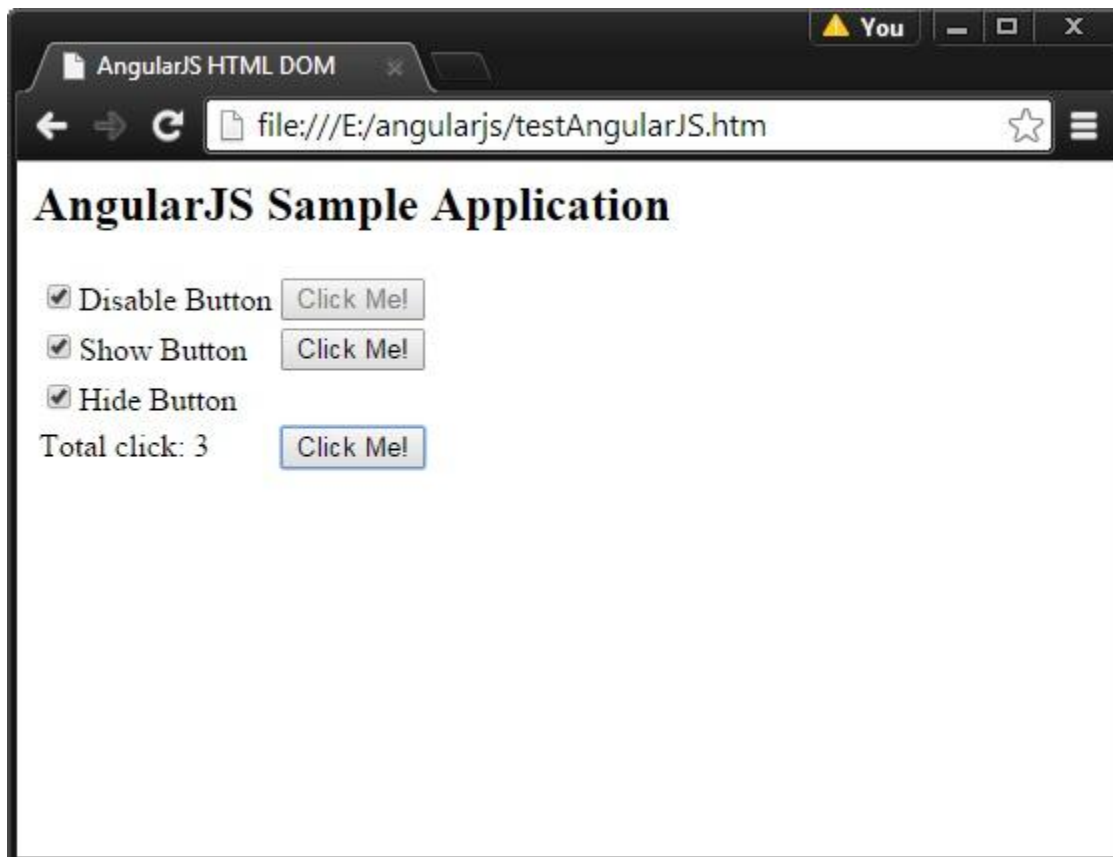 You
AngularJS HTML DOM
file:///E:/angularjs/testAngularJS.htm
AngularJS Sample Application
Disable Button Click Me!
Show Button Click Me!
Hide Button
Total click: 3 Click Me!